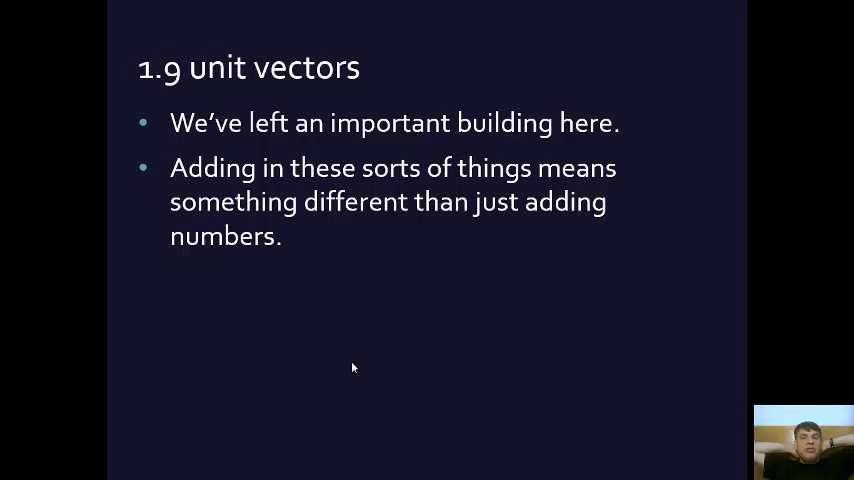 1.9 unit vectors
• We've left an important building here.
• Adding in these sorts of things means
something different than just adding
numbers.